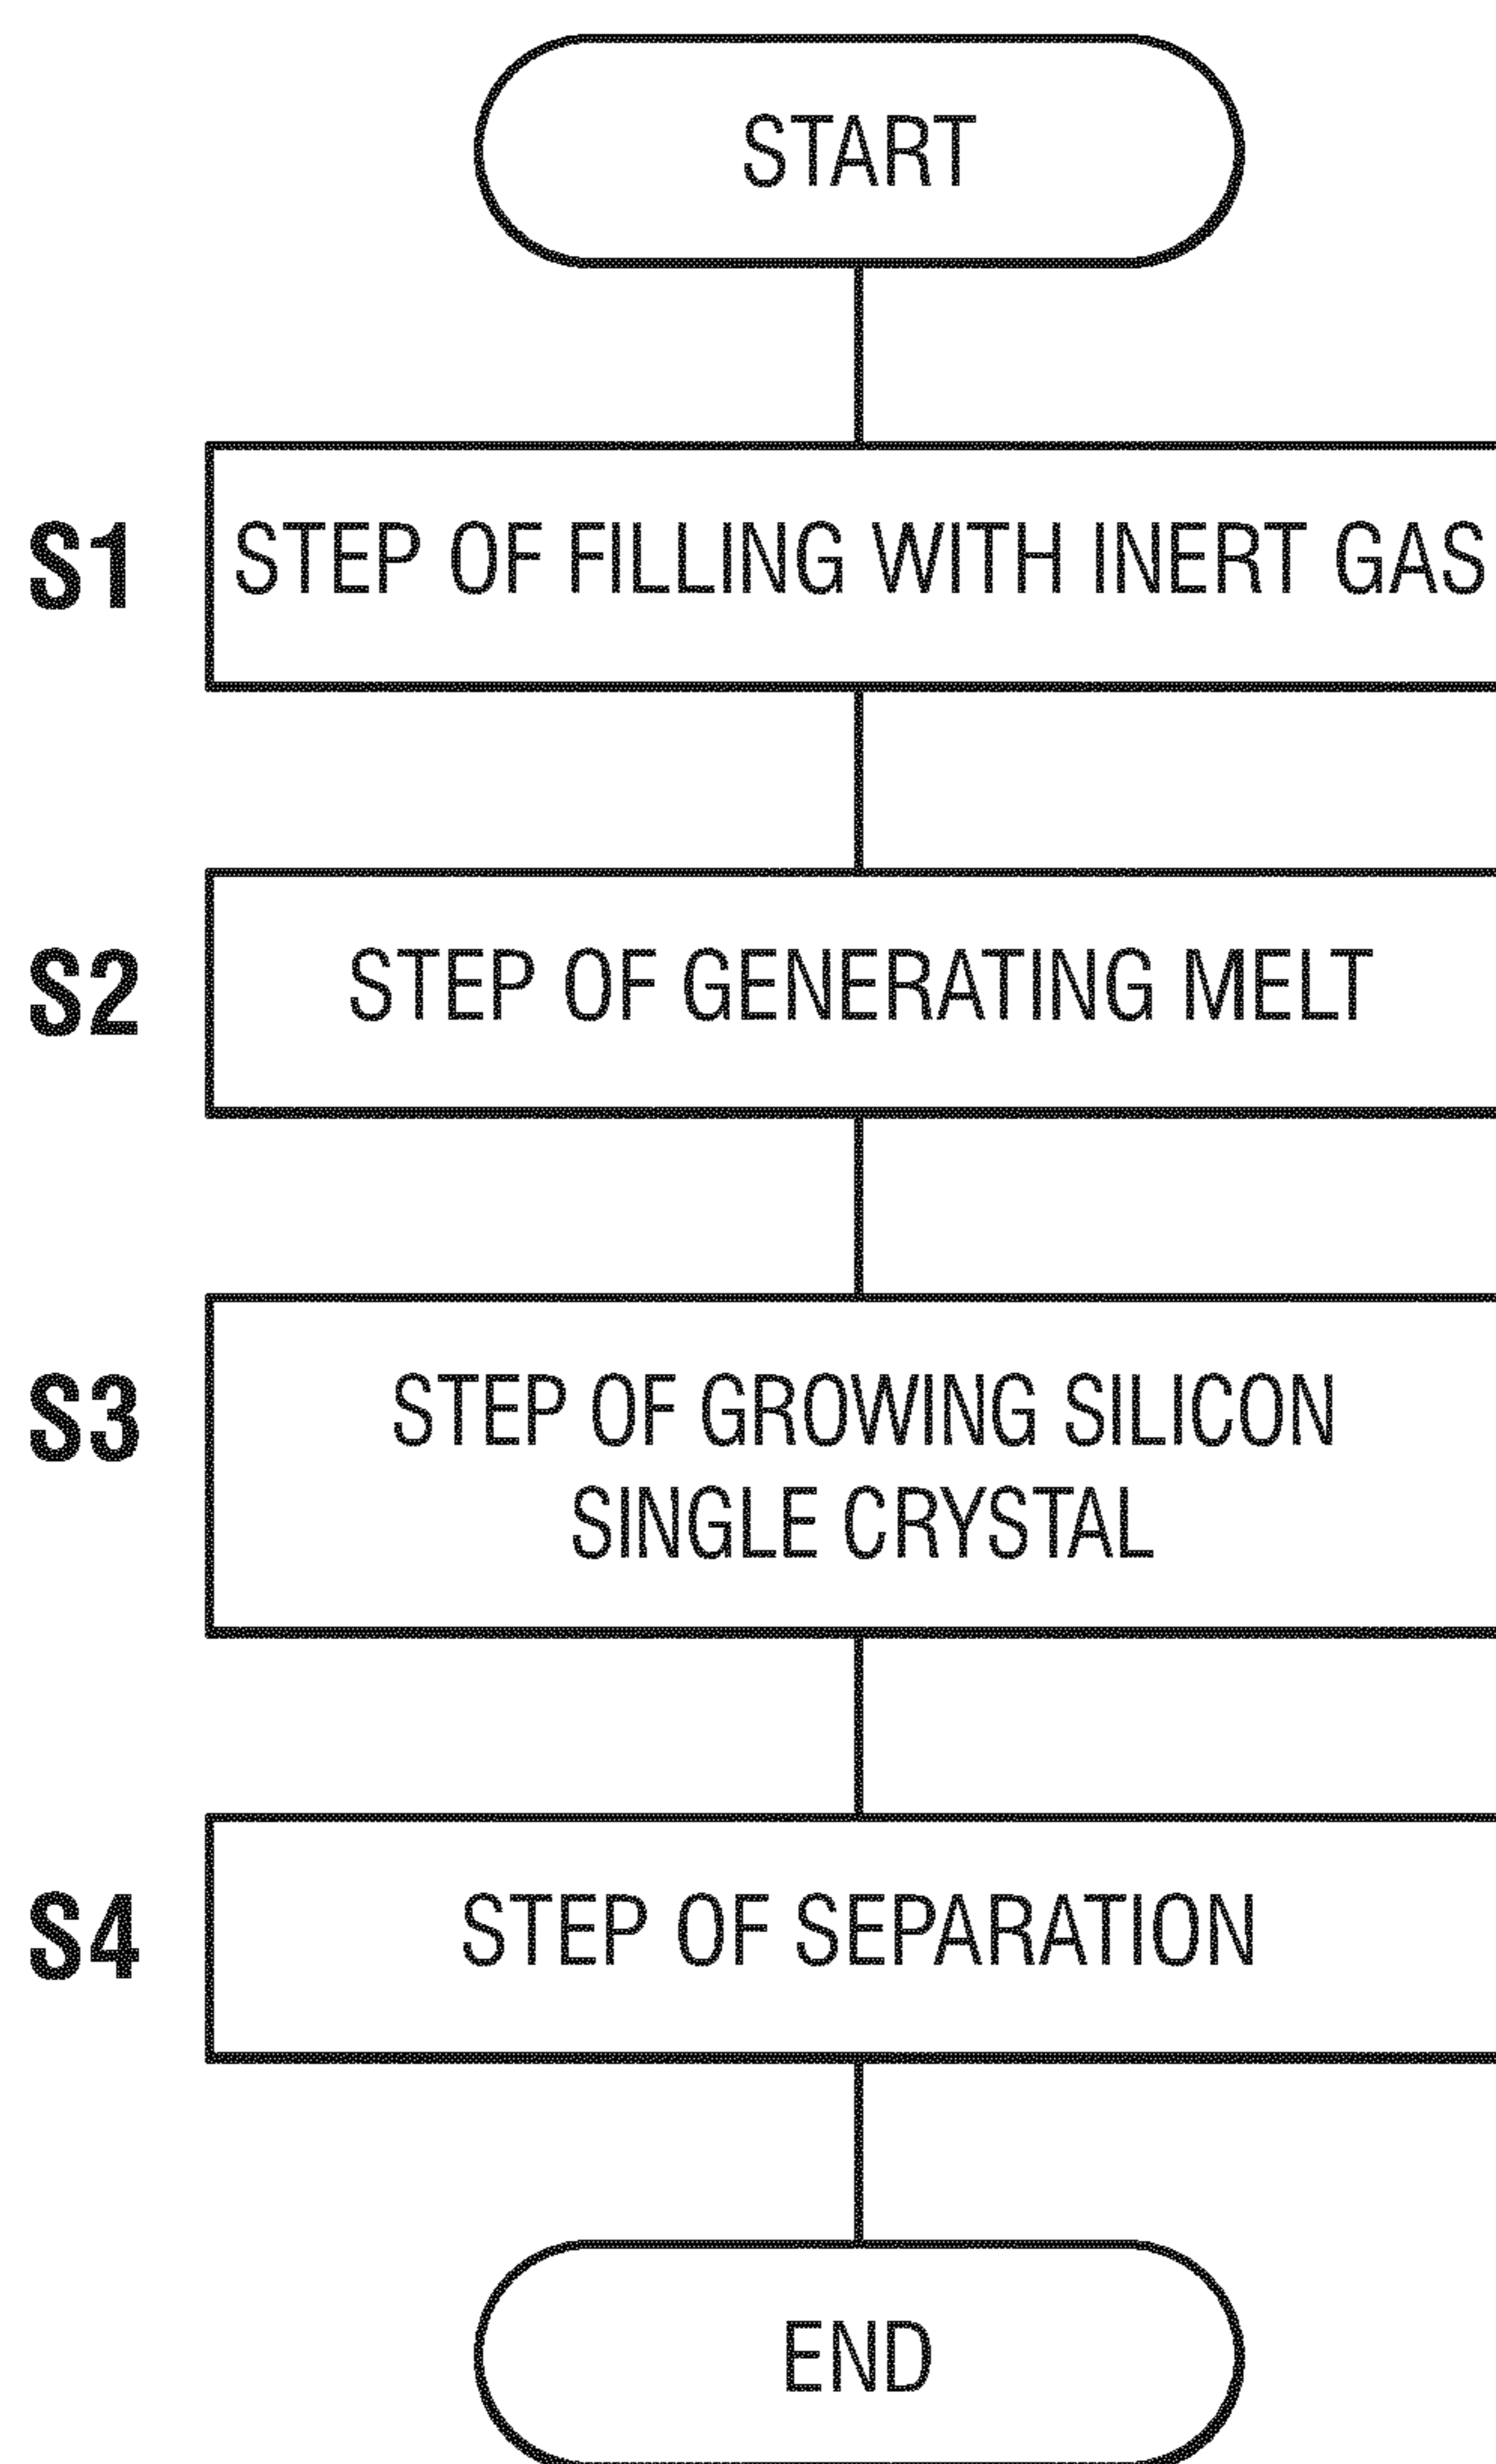 START
S1 STEP OF FILLING WITH INERT GAS
S2 STEP OF GENERATING MELT
S3 STEP OF GROWING SILICON
SINGLE CRYSTAL
S4 STEP OF SEPARATION
END